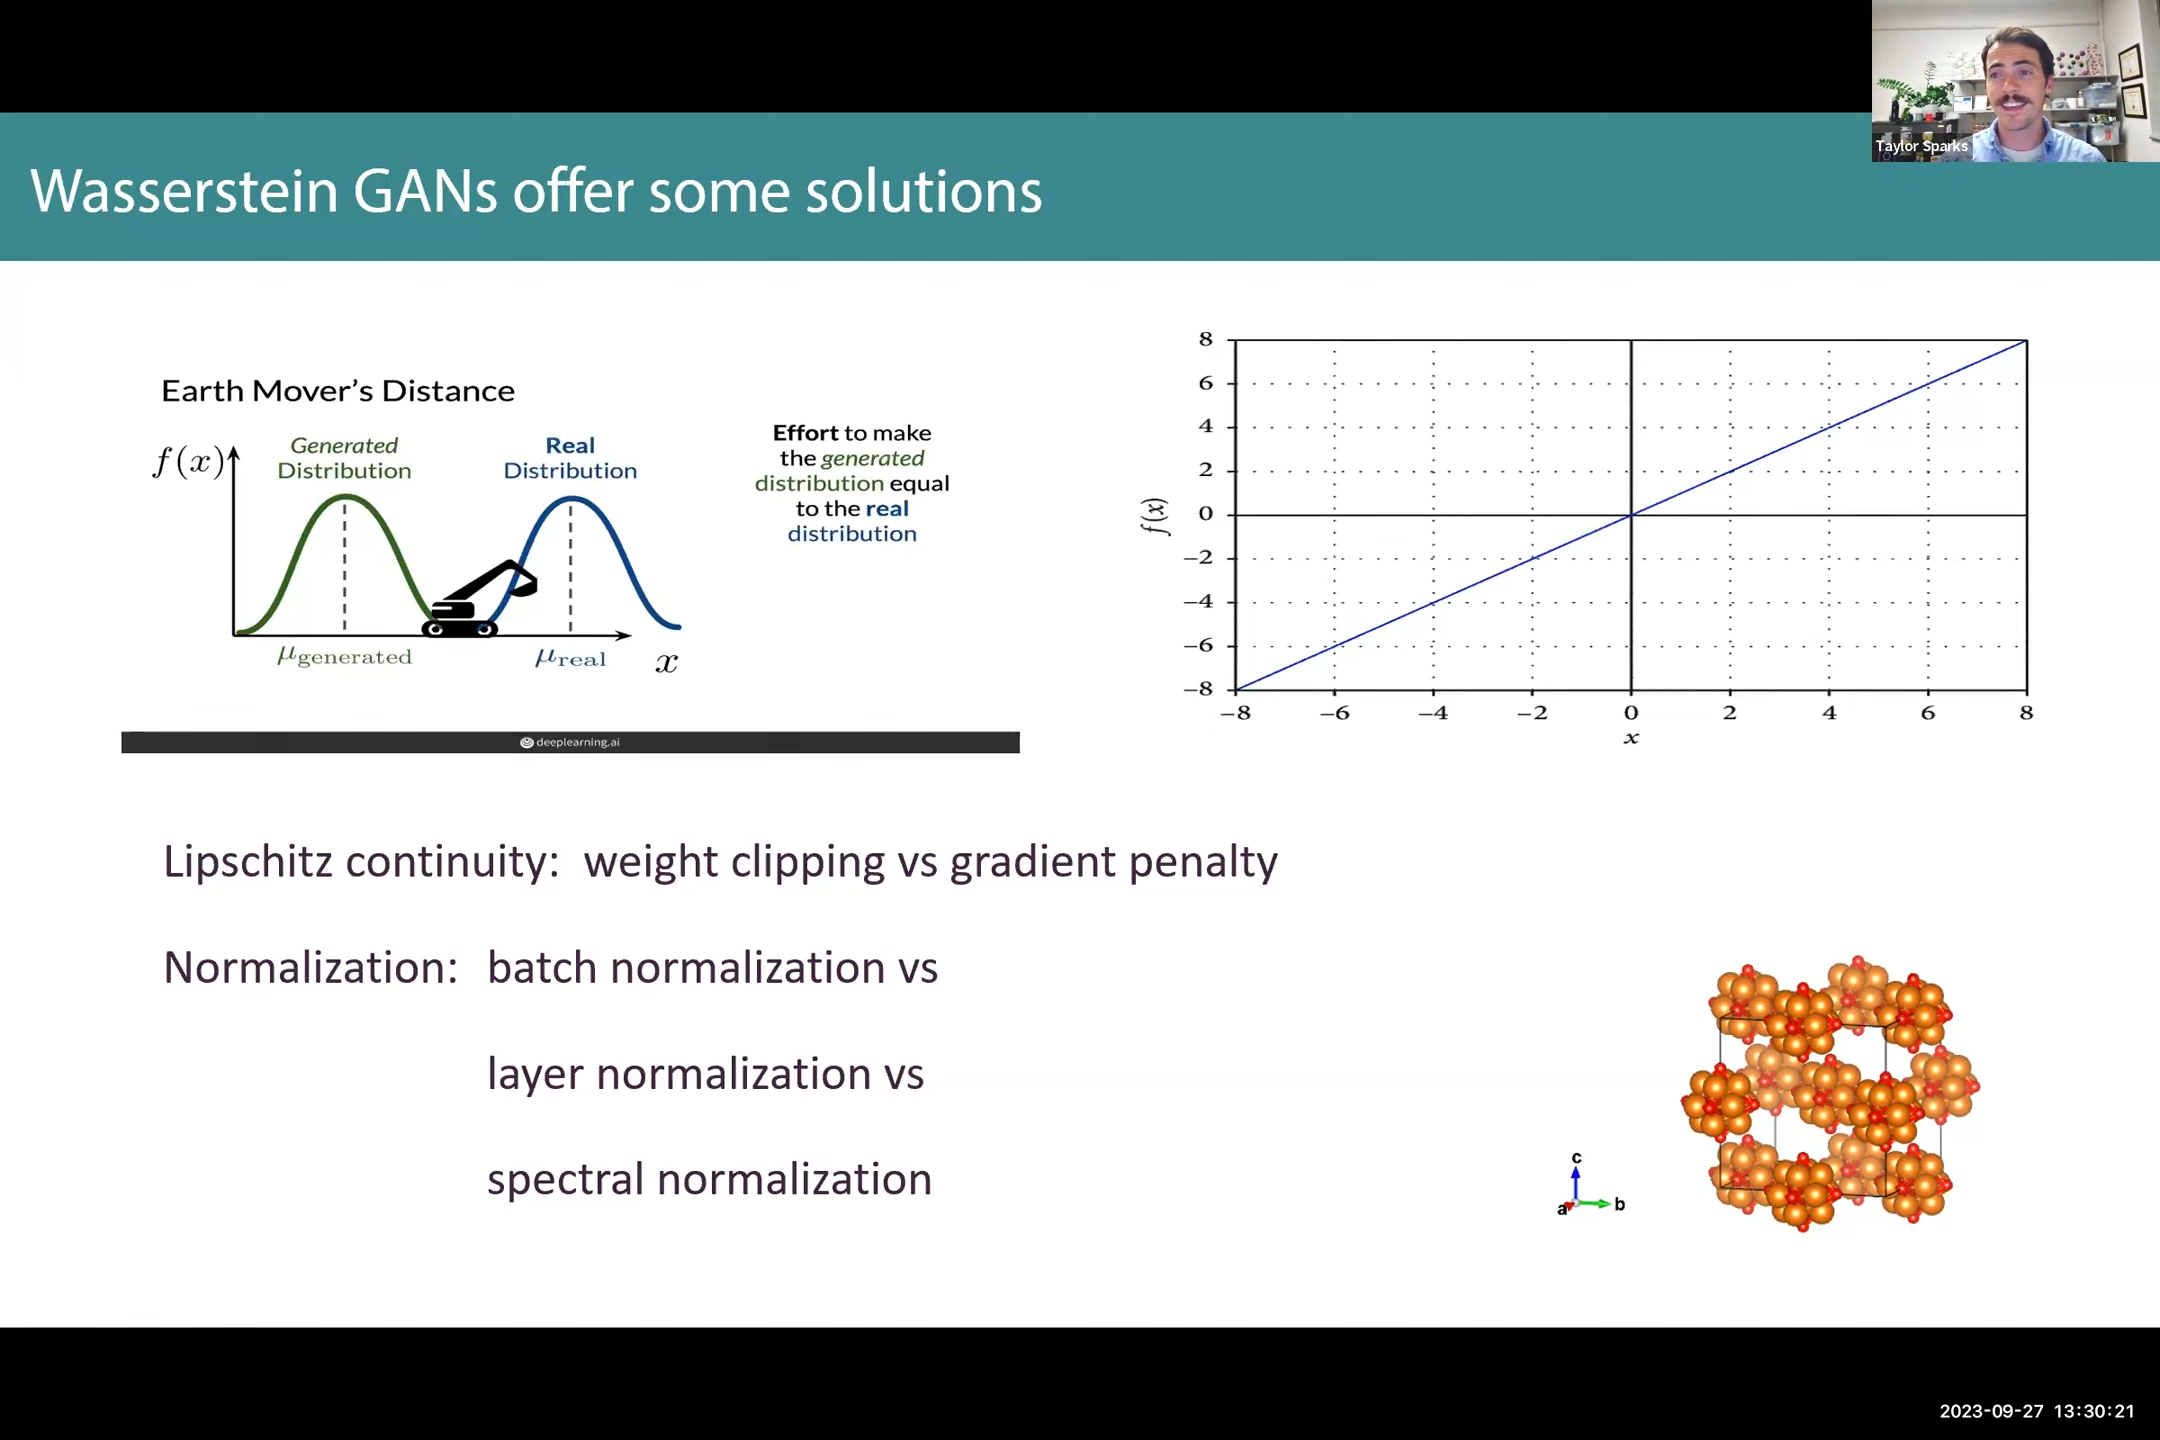 Taylor Sparks
Wasserstein GANs offer some solutions
Earth Mover's Distance
f(x)
Generated
Distribution
Real
Distribution
μgenerated
μreal
x
Effort to make
the generated
distribution equal
to the real
distribution
deeplearning.ai
8
6
4
2
0
−2
−4
−6
−8
f(x)
−8 −6 −4 −2 0 2 4 6 8
x
Lipschitz continuity: weight clipping vs gradient penalty
Normalization: batch normalization vs
layer normalization vs
spectral normalization
c
a
b
2023-09-27 13:30:21